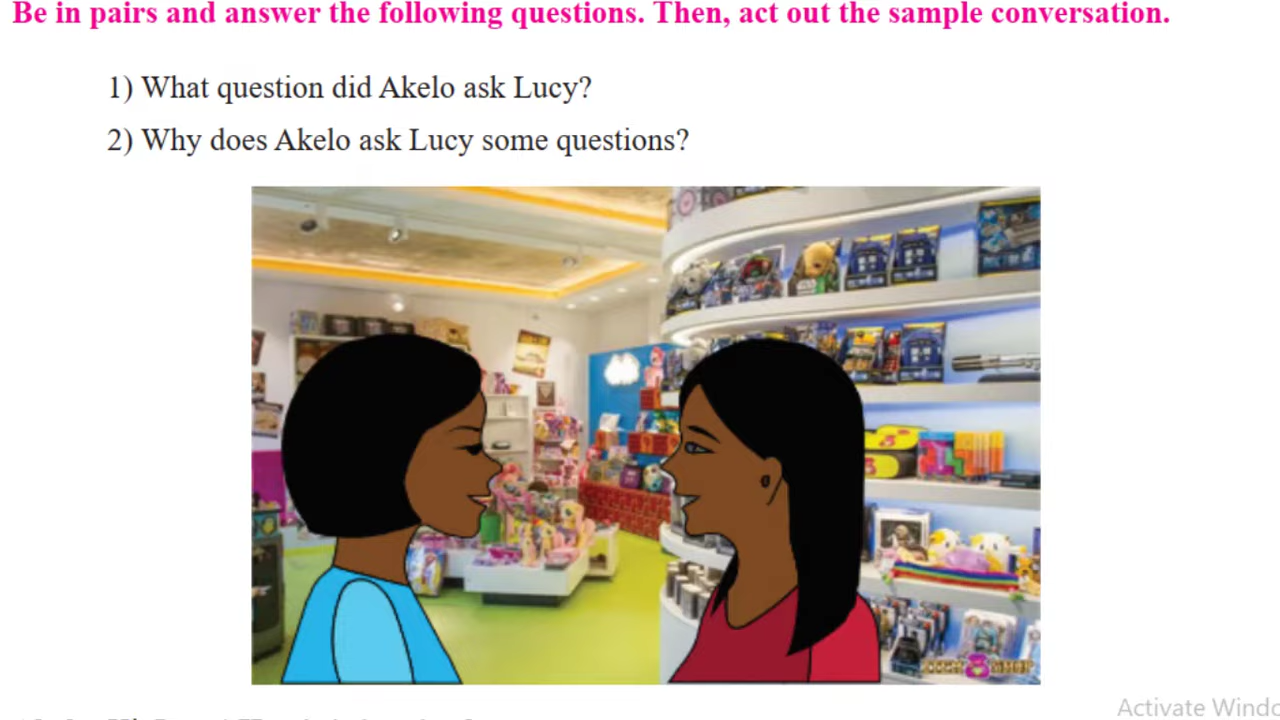 Be in pairs and answer the following questions. Then, act out the sample conversation.
1) What question did Akelo ask Lucy?
2) Why does Akelo ask Lucy some questions?
Activate Windo